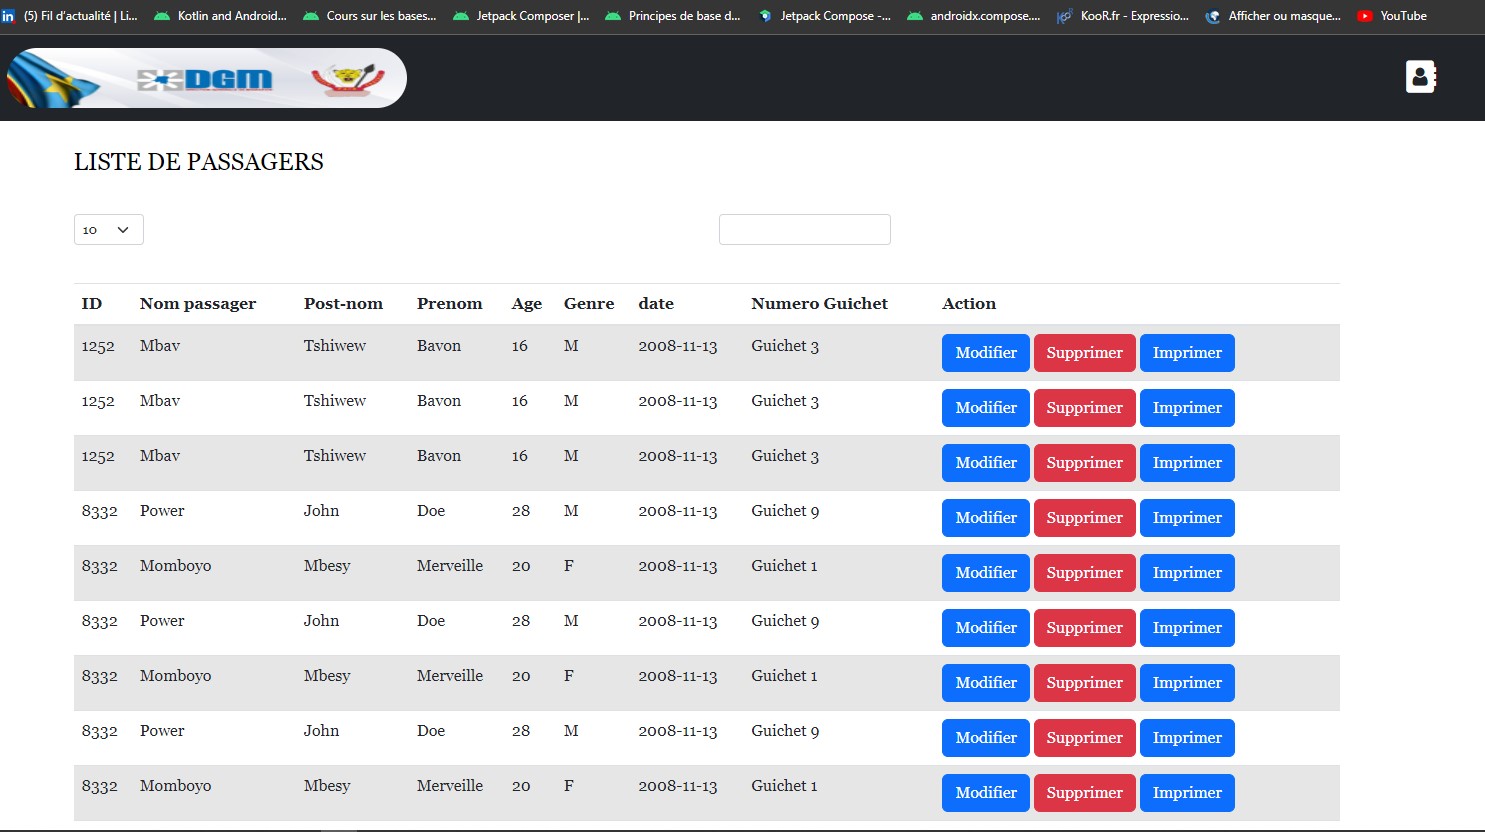 in (5) Fil d'actualité | Li... Kotlin and Android... Cours sur les bases... Jetpack Composer |... Principes de base d... Jetpack Compose -... androidx.compose.... KooR.fr - Expressio... Afficher ou masque... YouTube
DGM
LISTE DE PASSAGERS
10
ID Nom passager Post-nom Prenom Age Genre date Numero Guichet Action
1252 Mbav Tshiwew Bavon 16 M 2008-11-13 Guichet 3 Modifier Supprimer Imprimer
1252 Mbav Tshiwew Bavon 16 M 2008-11-13 Guichet 3 Modifier Supprimer Imprimer
1252 Mbav Tshiwew Bavon 16 M 2008-11-13 Guichet 3 Modifier Supprimer Imprimer
8332 Power John Doe 28 M 2008-11-13 Guichet 9 Modifier Supprimer Imprimer
8332 Momboyo Mbesy Merveille 20 F 2008-11-13 Guichet 1 Modifier Supprimer Imprimer
8332 Power John Doe 28 M 2008-11-13 Guichet 9 Modifier Supprimer Imprimer
8332 Momboyo Mbesy Merveille 20 F 2008-11-13 Guichet 1 Modifier Supprimer Imprimer
8332 Power John Doe 28 M 2008-11-13 Guichet 9 Modifier Supprimer Imprimer
8332 Momboyo Mbesy Merveille 20 F 2008-11-13 Guichet 1 Modifier Supprimer Imprimer